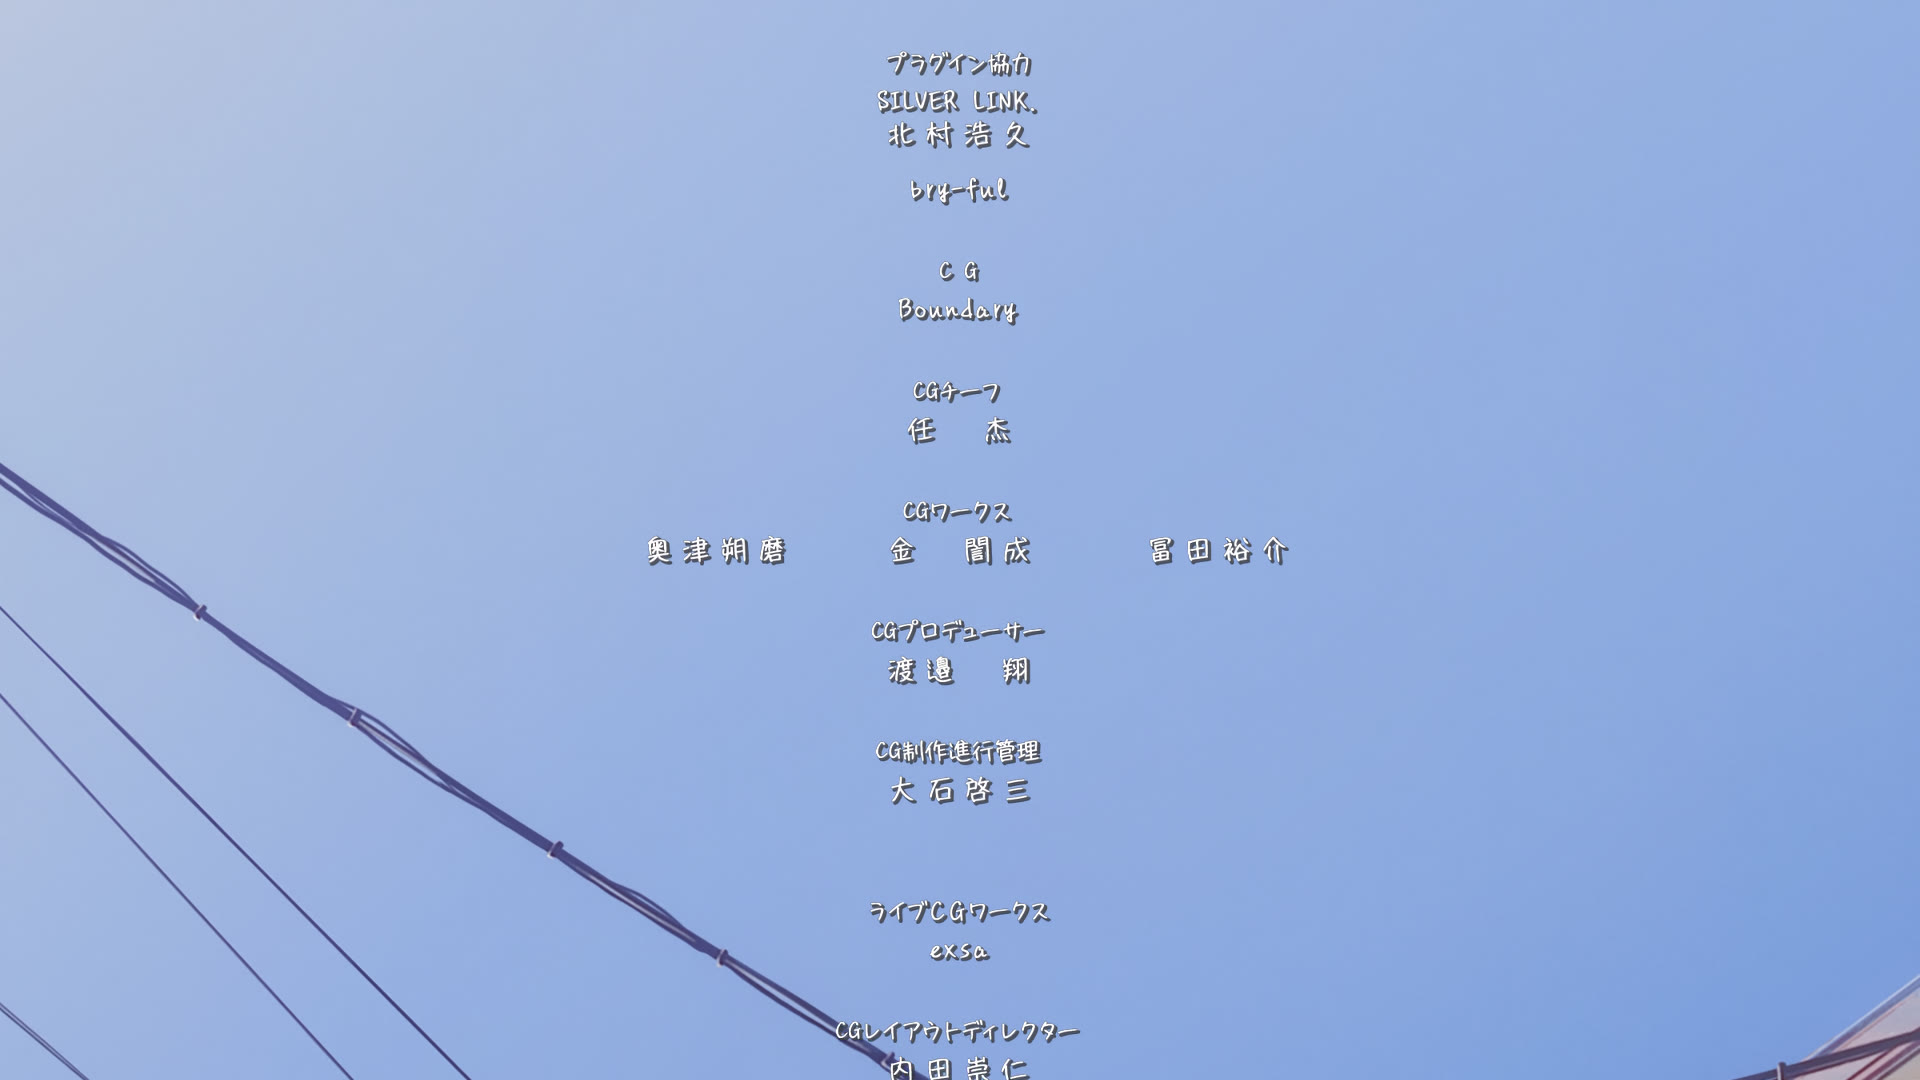 プラグイン協力
SILVER LINK.
北村浩久
bry-ful
CG
Boundary
CGチーフ
任 杰
CGワークス
奥津朔磨 金 誾成 冨田裕介
CGプロデューサー
渡邉 翔
CG制作進行管理
大石啓三
ライブCGワークス
exsa
CGレイアウトディレクター
内田崇仁